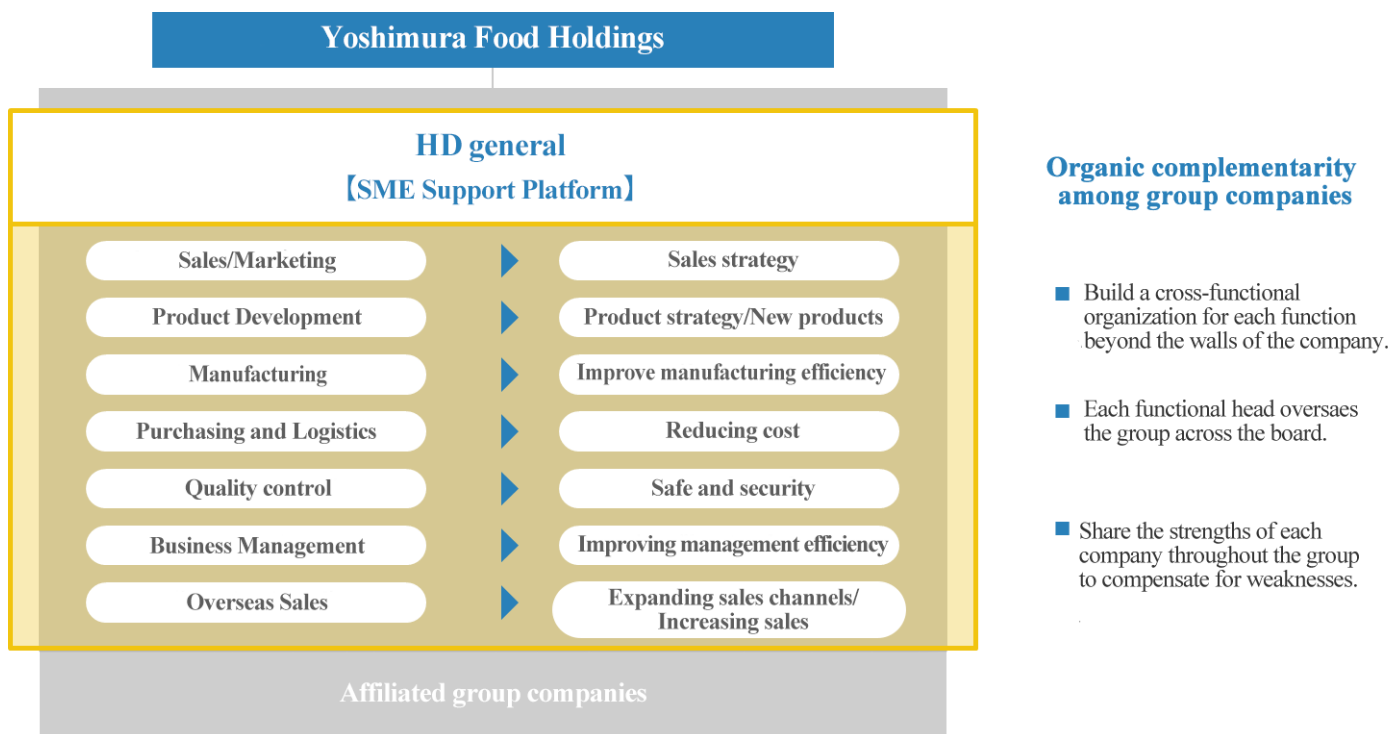 Yoshimura Food Holdings
HD general
【SME Support Platform】
Sales/Marketing
Sales strategy
Product Development
Product strategy/New products
Manufacturing
Improve manufacturing efficiency
Purchasing and Logistics
Reducing cost
Quality control
Safe and security
Business Management
Improving management efficiency
Overseas Sales
Expanding sales channels/
Increasing sales
Affiliated group companies
Organic complementarity
among group companies
Build a cross-functional
organization for each function
beyond the walls of the company.
Each functional head oversaes
the group across the board.
Share the strengths of each
company throughout the group
to compensate for weaknesses.